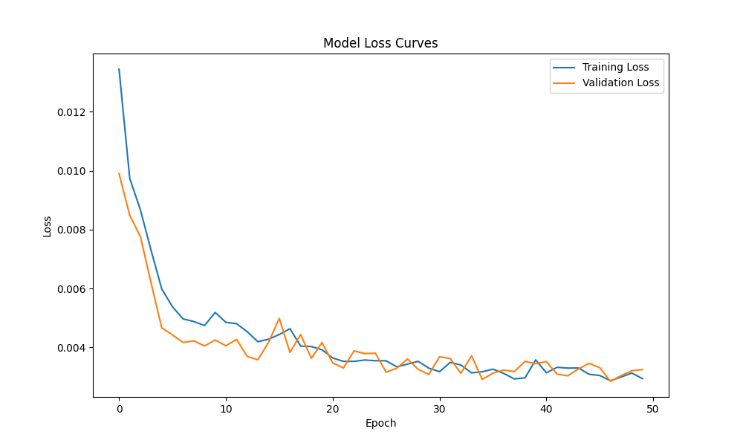 Model Loss Curves
Training Loss
Validation Loss
0.012
0.010
0.008
0.006
0.004
Loss
0
10
20
30
40
50
Epoch